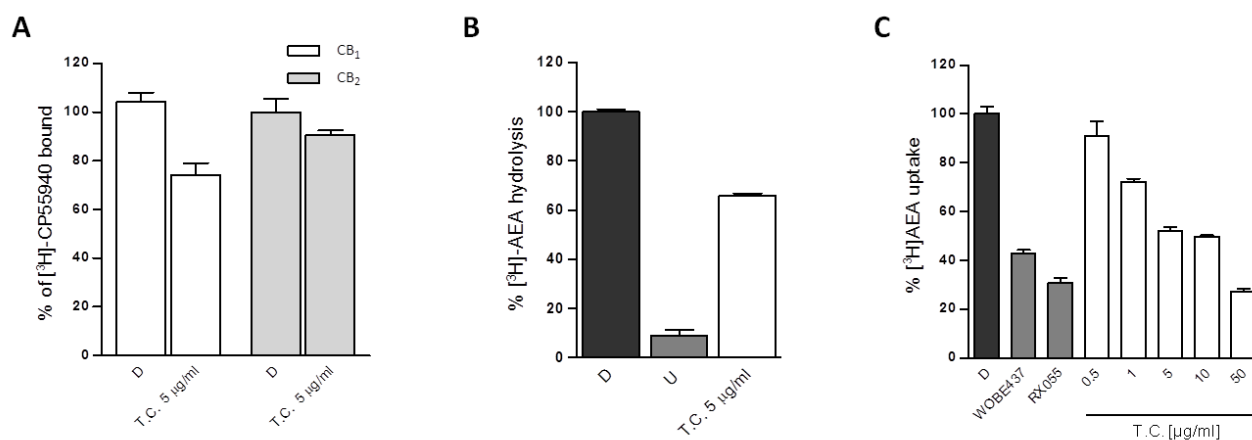 A
CB₁
CB₂
% of [³H]-CP55940 bound
120
100
80
60
40
20
0
D
T.C. 5 µg/ml
D
T.C. 5 µg/ml
B
% [³H]-AEA hydrolysis
120
100
80
60
40
20
0
D
U
T.C. 5 µg/ml
C
% [³H]AEA uptake
120
100
80
60
40
20
0
D
WOBE437
RX055
0.5
1
5
10
50
T.C. [µg/ml]